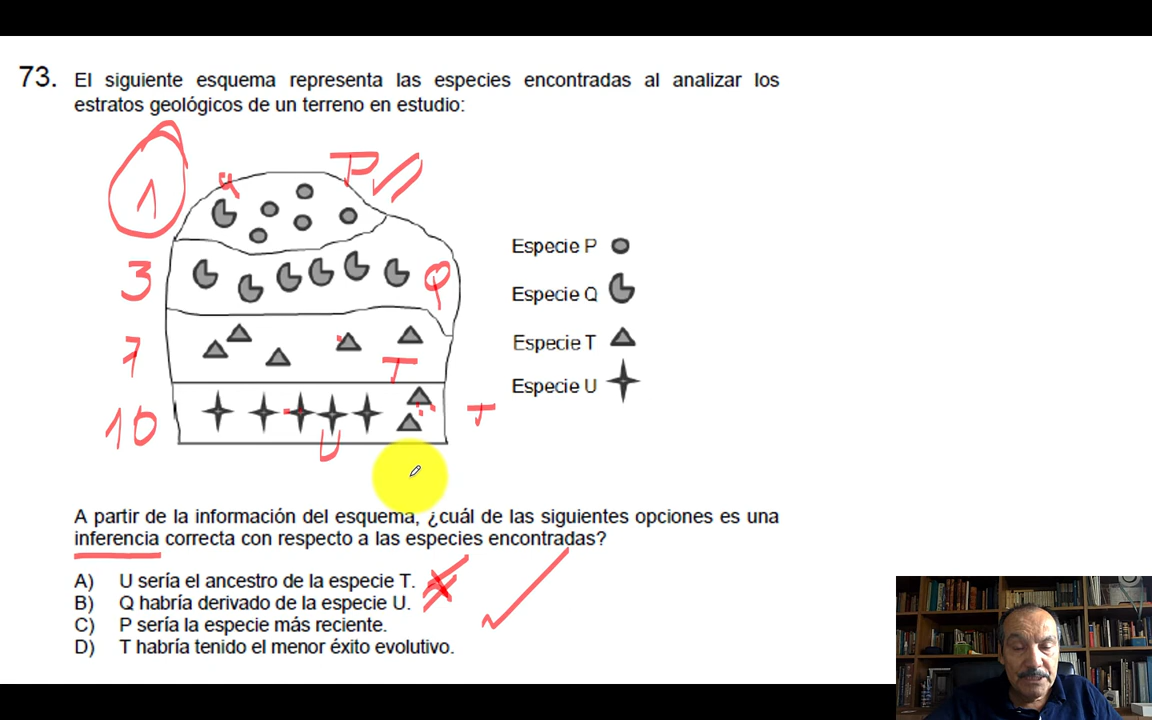 73. El siguiente esquema representa las especies encontradas al analizar los
estratos geológicos de un terreno en estudio:
1
P
3
Q
7
T
10
U
T
Especie P
Especie Q
Especie T
Especie U
A partir de la información del esquema, ¿cuál de las siguientes opciones es una
inferencia correcta con respecto a las especies encontradas?
A) U sería el ancestro de la especie T.
B) Q habría derivado de la especie U.
C) P sería la especie más reciente.
D) T habría tenido el menor éxito evolutivo.